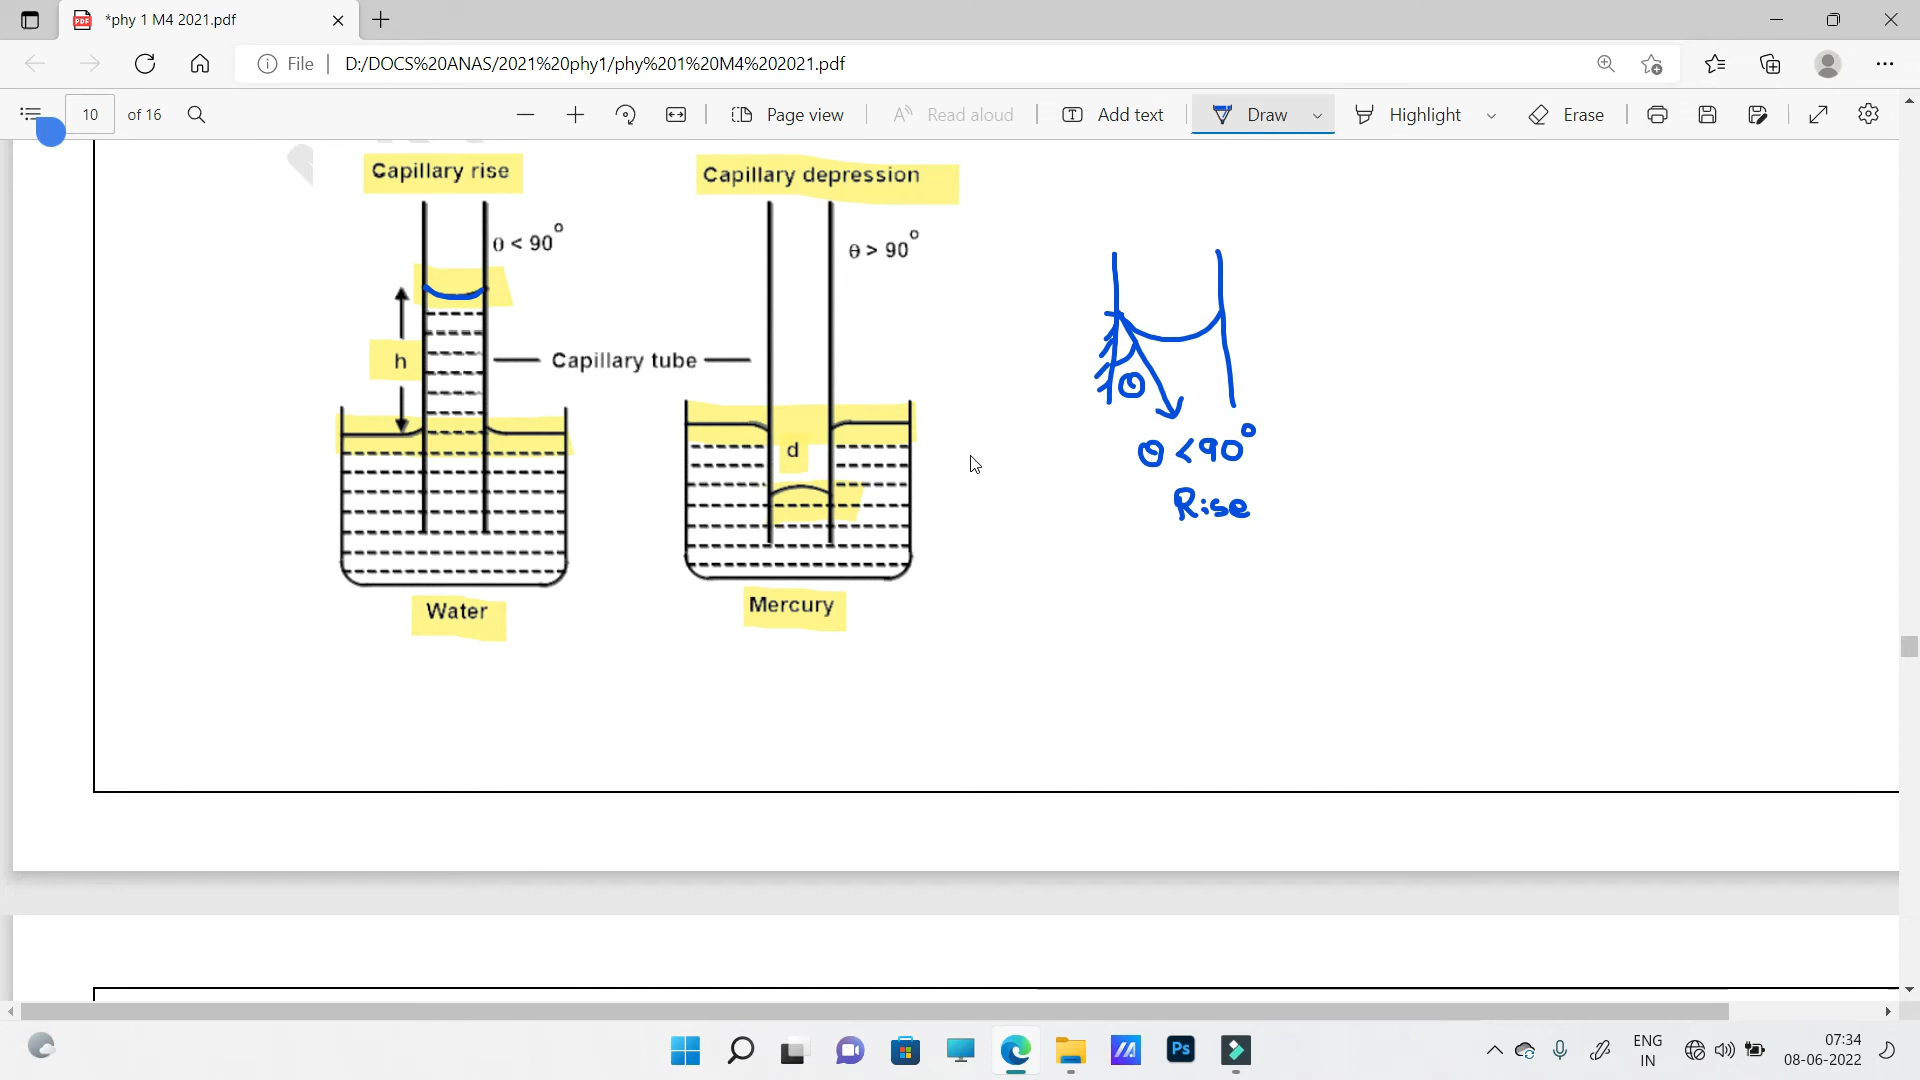 *phy 1 M4 2021.pdf
File | D:/DOCS%20ANAS/2021%20phy1/phy%201%20M4%202021.pdf
10 of 16
Page view
Read aloud
Add text
Draw
Highlight
Erase
Capillary rise
Capillary depression
θ < 90°
θ > 90°
h
Capillary tube
d
θ
θ < 90°
Rise
Water
Mercury
Ps
ENG
IN
07:34
08-06-2022